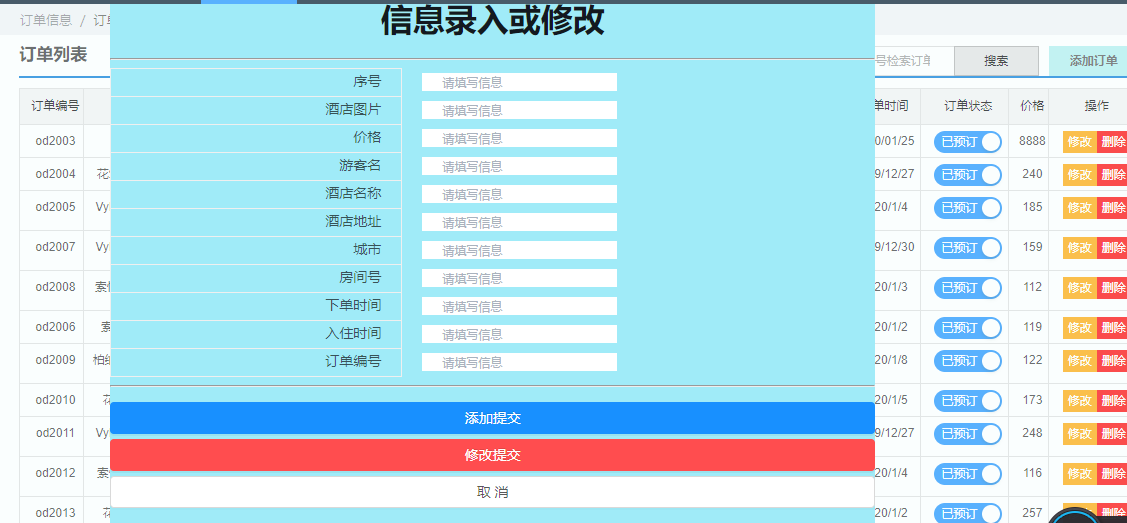 信息录入或修改
订单信息 / 订
订单列表
号检索订单
搜索
添加订单
订单编号
单时间 订单状态 价格 操作
od2003 0/01/25 已预订 8888 修改 删除
od2004 花 9/12/27 已预订 240 修改 删除
od2005 Vy 20/1/4 已预订 185 修改 删除
od2007 Vy 9/12/30 已预订 159 修改 删除
od2008 索 20/1/3 已预订 112 修改 删除
od2006 索 20/1/2 已预订 119 修改 删除
od2009 柏 20/1/8 已预订 122 修改 删除
od2010 花 20/1/5 已预订 173 修改 删除
od2011 Vy 9/12/27 已预订 248 修改 删除
od2012 索 20/1/4 已预订 116 修改 删除
od2013 花 20/1/2 已预订 257 修改 删除
序号 请填写信息
酒店图片 请填写信息
价格 请填写信息
游客名 请填写信息
酒店名称 请填写信息
酒店地址 请填写信息
城市 请填写信息
房间号 请填写信息
下单时间 请填写信息
入住时间 请填写信息
订单编号 请填写信息
添加提交
修改提交
取 消